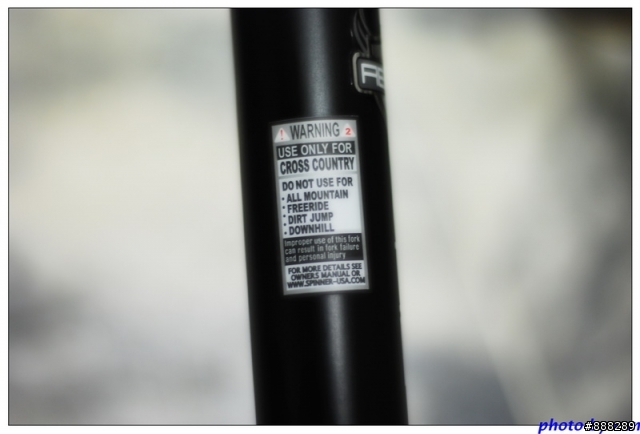 WARNING 2
USE ONLY FOR
CROSS COUNTRY
DO NOT USE FOR
• ALL MOUNTAIN
• FREERIDE
• DIRT JUMP
• DOWNHILL
Improper use of this fork
can result in fork failure
and personal injury
FOR MORE DETAILS SEE
OWNERS MANUAL OR
WWW.SPINNER-USA.COM
#888289